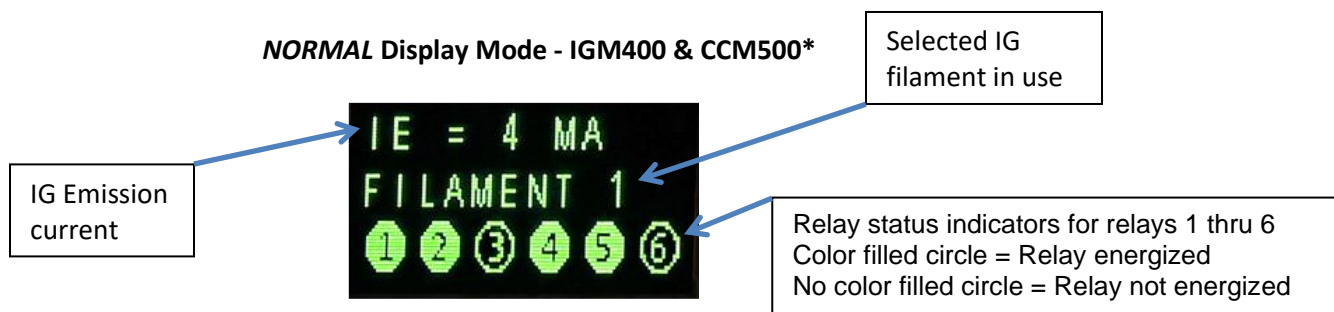 NORMAL Display Mode - IGM400 & CCM500*
Selected IG
filament in use
IE = 4 MA
FILAMENT 1
1 2 3 4 5 6
IG Emission
current
Relay status indicators for relays 1 thru 6
Color filled circle = Relay energized
No color filled circle = Relay not energized